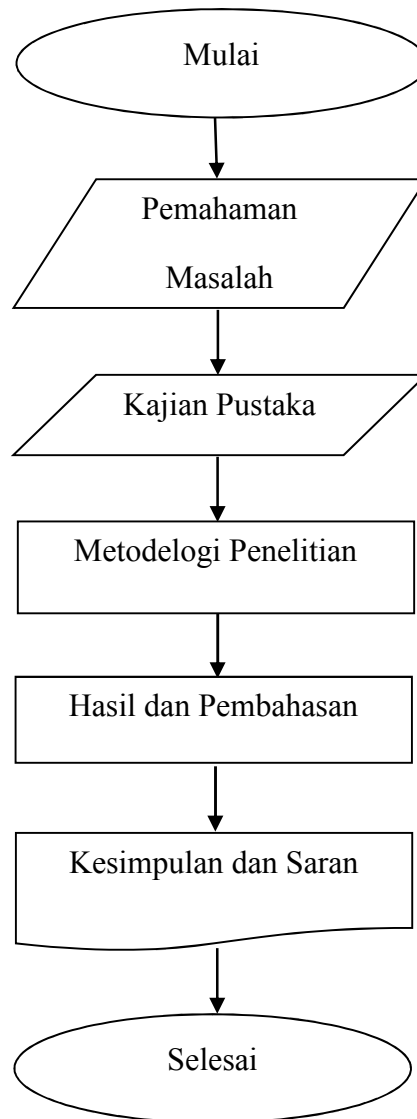 Mulai
Pemahaman
Masalah
Kajian Pustaka
Metodelogi Penelitian
Hasil dan Pembahasan
Kesimpulan dan Saran
Selesai